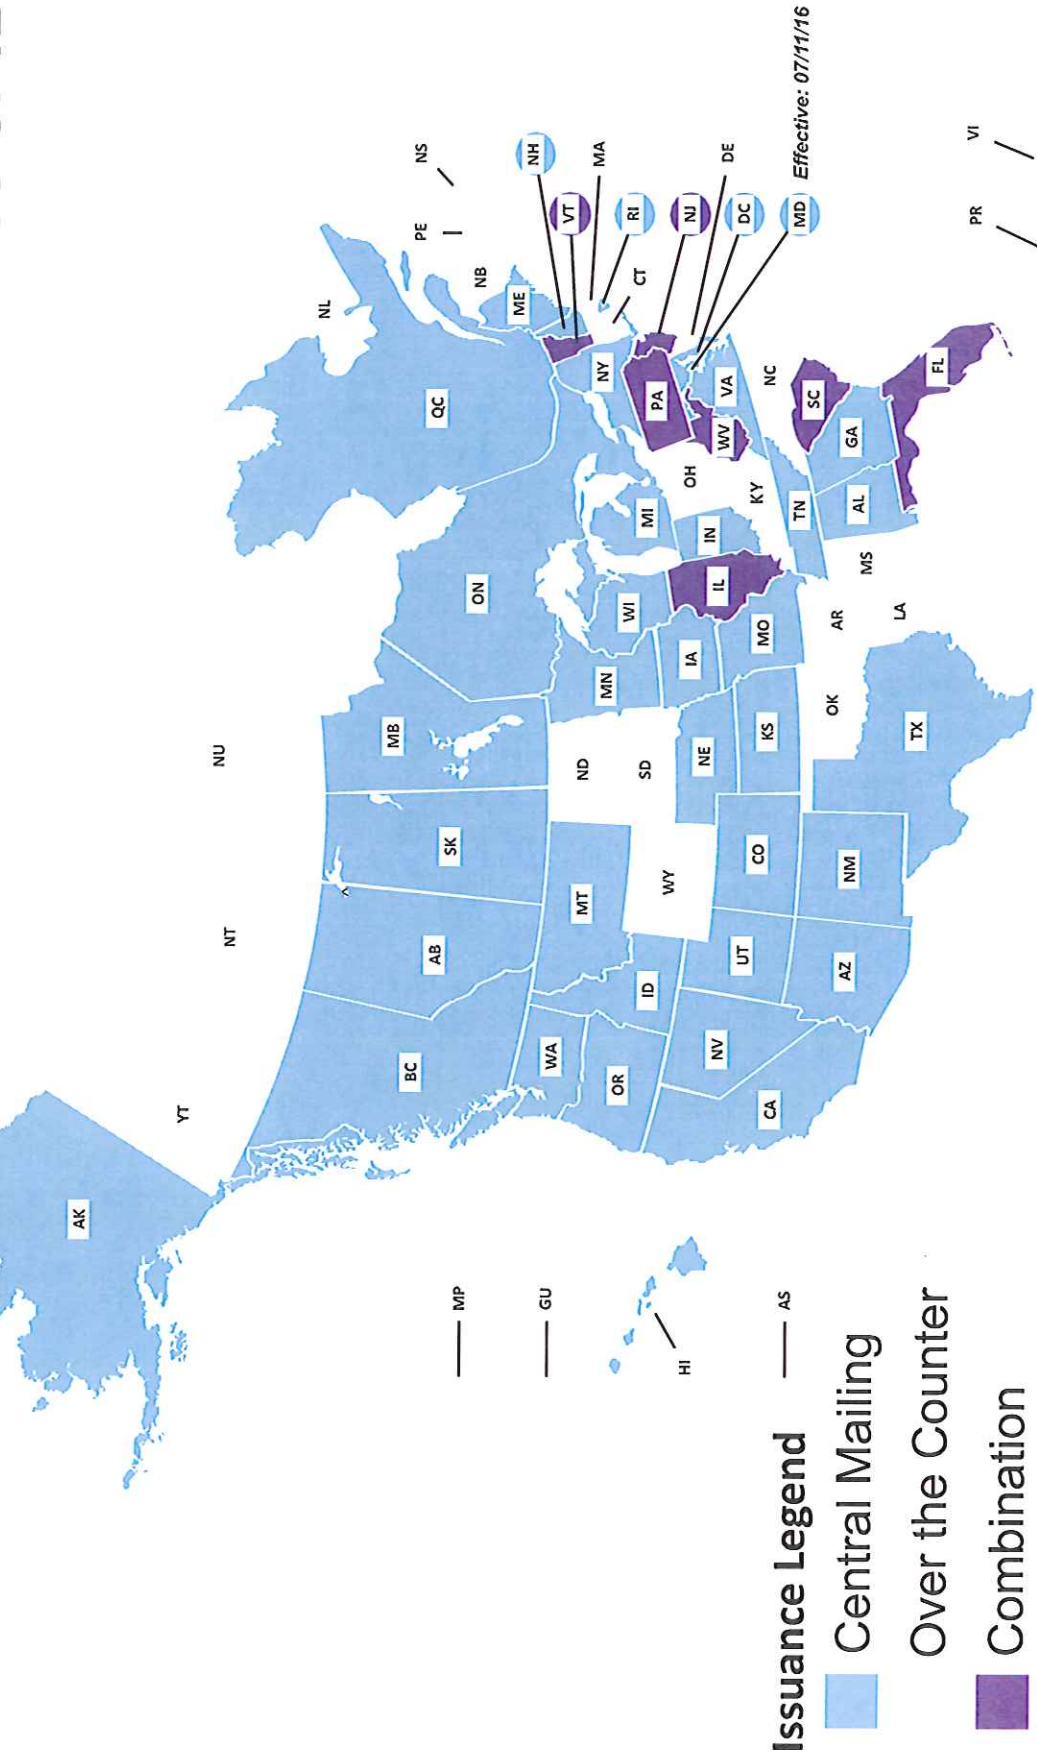 AK
YT
NT
NU
NL
PE
NS
NB
BC
AB
SK
MB
ON
QC
ME
NH
VT
MA
RI
CT
NJ
DE
DC
MD
Effective: 07/11/16
WA
MT
ND
MN
WI
MI
NY
PA
OR
ID
WY
SD
IA
IL
IN
OH
WV
VA
NV
UT
CO
NE
KS
MO
KY
NC
CA
AZ
NM
OK
AR
TN
SC
TX
LA
MS
AL
GA
FL
PR
VI
MP
GU
HI
AS
Issuance Legend
Central Mailing
Over the Counter
Combination